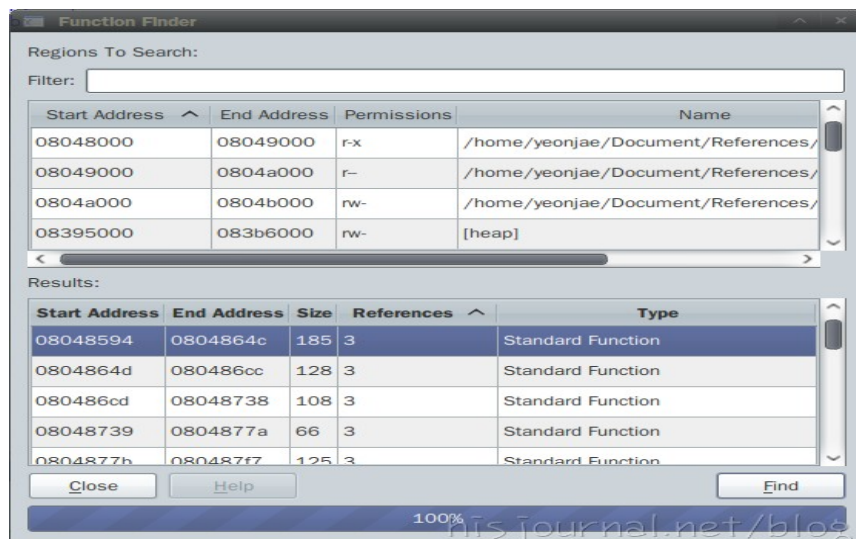 Function Finder
Regions To Search:
Filter:
Start Address End Address Permissions Name
08048000 08049000 r-x /home/yeonjae/Document/References/
08049000 0804a000 r-- /home/yeonjae/Document/References/
0804a000 0804b000 rw- /home/yeonjae/Document/References/
08395000 083b6000 rw- [heap]
Results:
Start Address End Address Size References Type
08048594 0804864c 185 3 Standard Function
0804864d 080486cc 128 3 Standard Function
080486cd 08048738 108 3 Standard Function
08048739 0804877a 66 3 Standard Function
0804877b 080487f7 125 3 Standard Function
Close Help Find
100%
nisjournal.net/blog